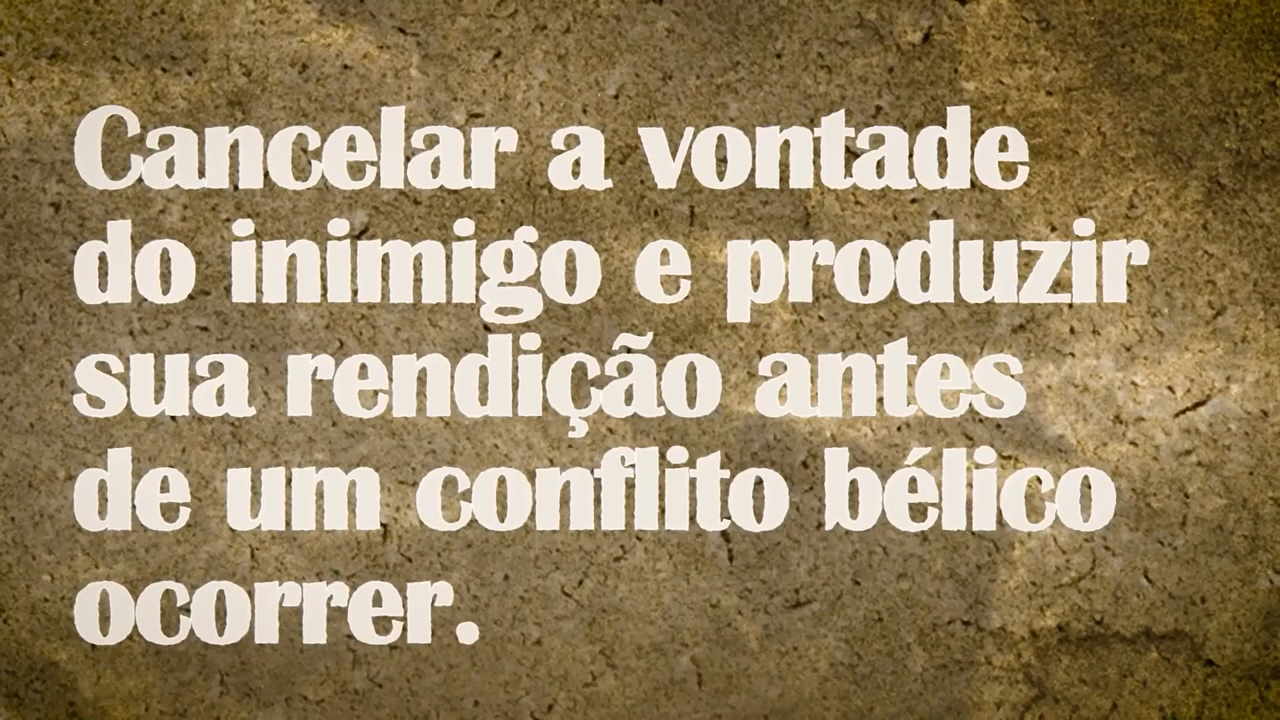 Cancelar a vontade
do inimigo e produzir
sua rendição antes
de um conflito bélico
ocorrer.